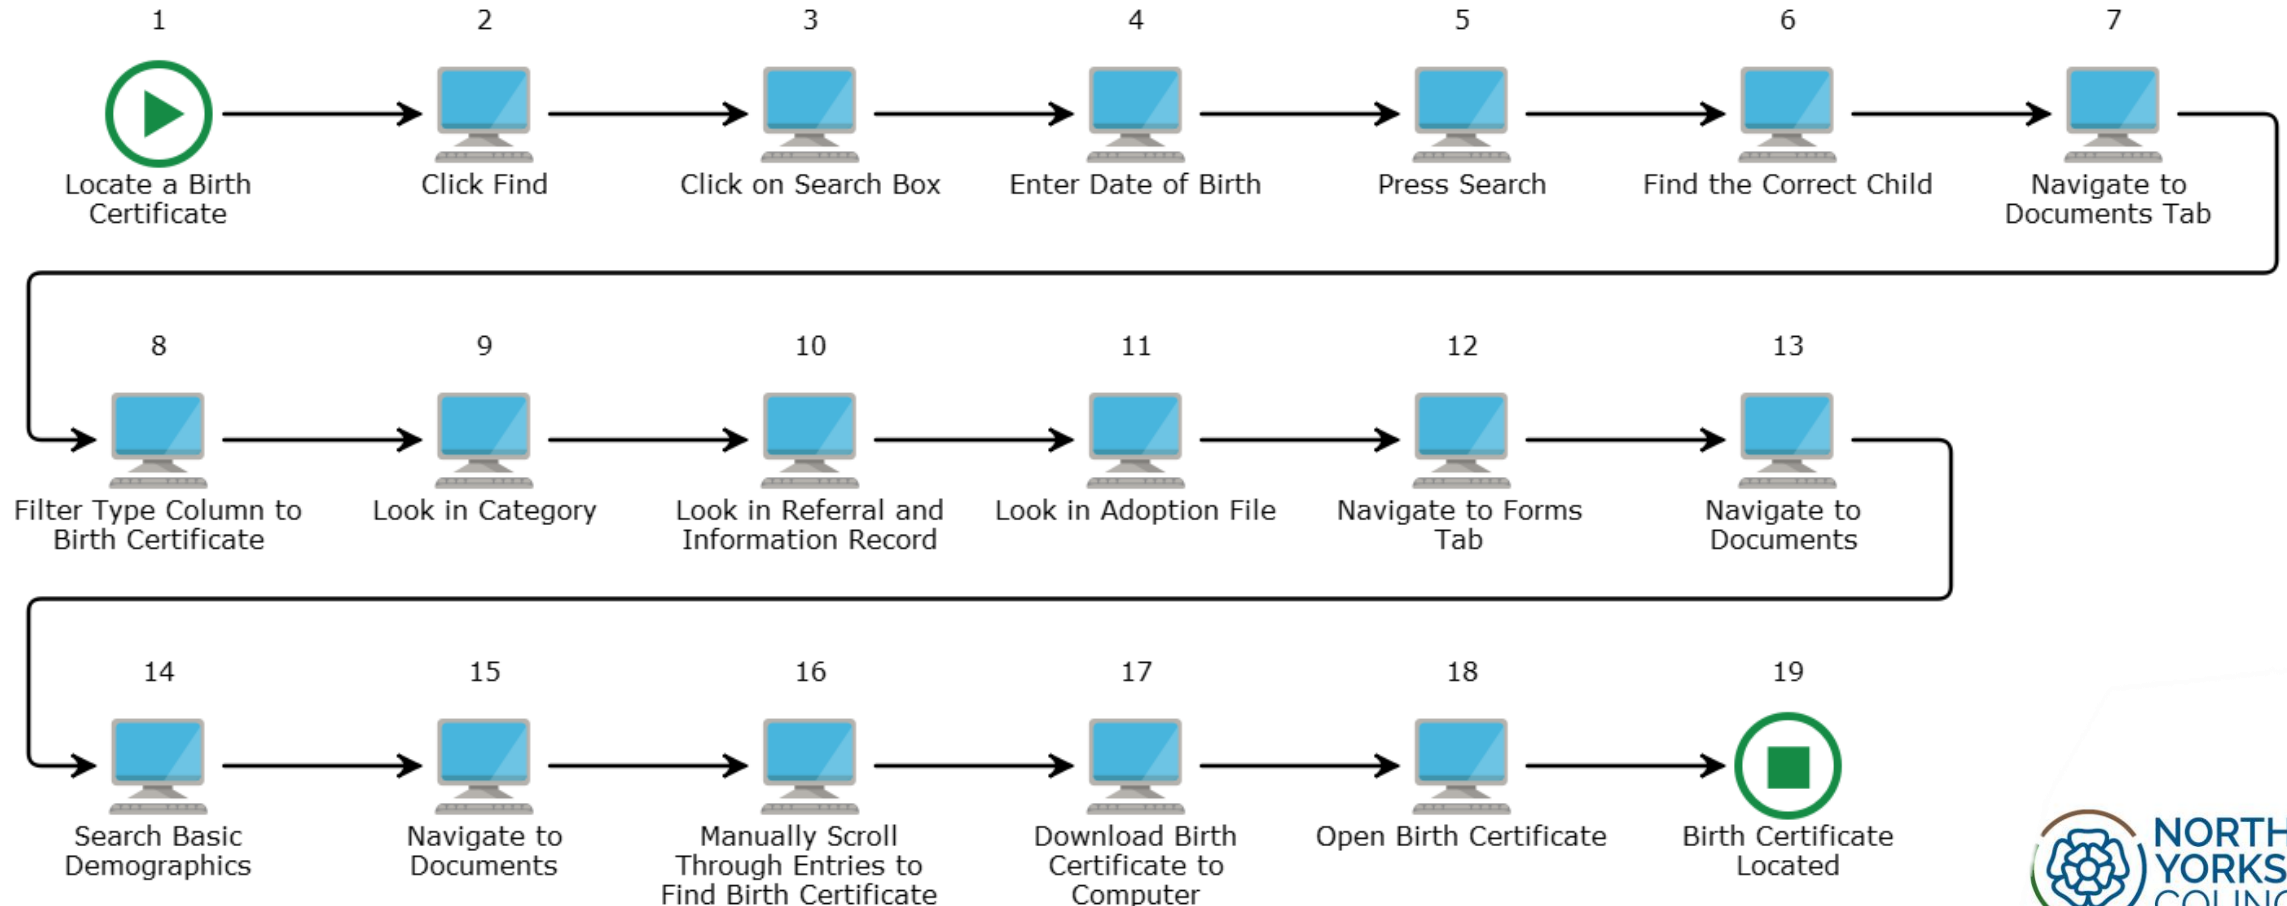 1 2 3 4 5 6 7
Locate a Birth
Certificate
Click Find
Click on Search Box
Enter Date of Birth
Press Search
Find the Correct Child
Navigate to
Documents Tab
8 9 10 11 12 13
Filter Type Column to
Birth Certificate
Look in Category
Look in Referral and
Information Record
Look in Adoption File
Navigate to Forms
Tab
Navigate to
Documents
14 15 16 17 18 19
Search Basic
Demographics
Navigate to
Documents
Manually Scroll
Through Entries to
Find Birth Certificate
Download Birth
Certificate to
Computer
Open Birth Certificate
Birth Certificate
Located
NORTH
YORKS
COUNC